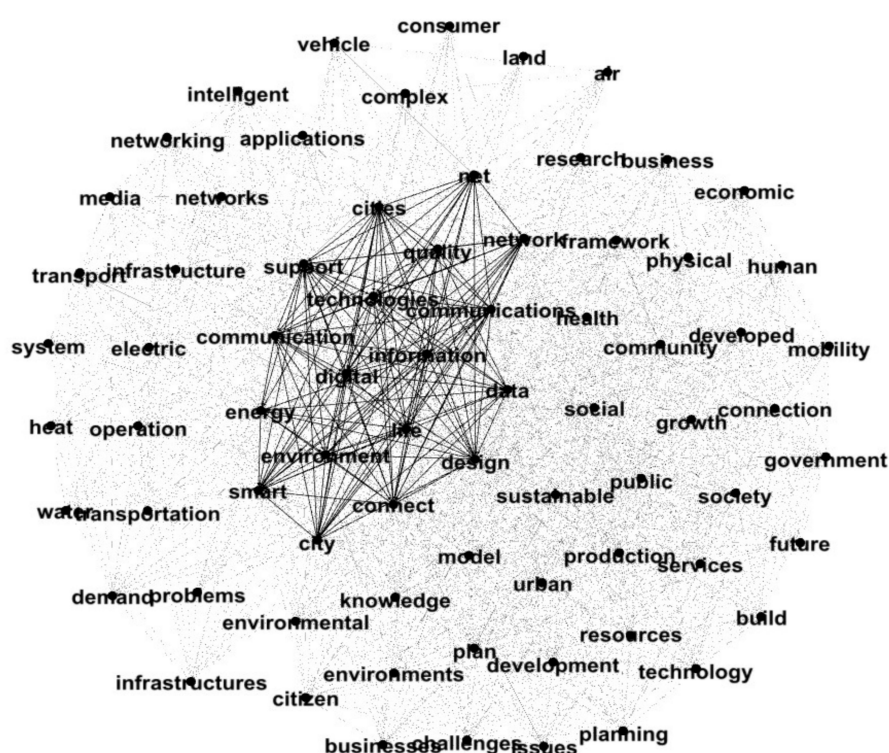 consumer
vehicle
land
air
intelligent
complex
networking
applications
research
business
net
media
networks
cities
economic
network
framework
quality
physical
human
transport
infrastructure
support
technologies
communications
health
communication
developed
community
mobility
system
electric
information
digital
data
energy
social
growth
connection
heat
operation
life
environment
design
government
smart
connect
sustainable
public
society
water
transportation
city
model
production
services
future
urban
demand
problems
knowledge
environmental
build
resources
plan
development
technology
infrastructures
environments
citizen
planning
businesses
challenges
issues